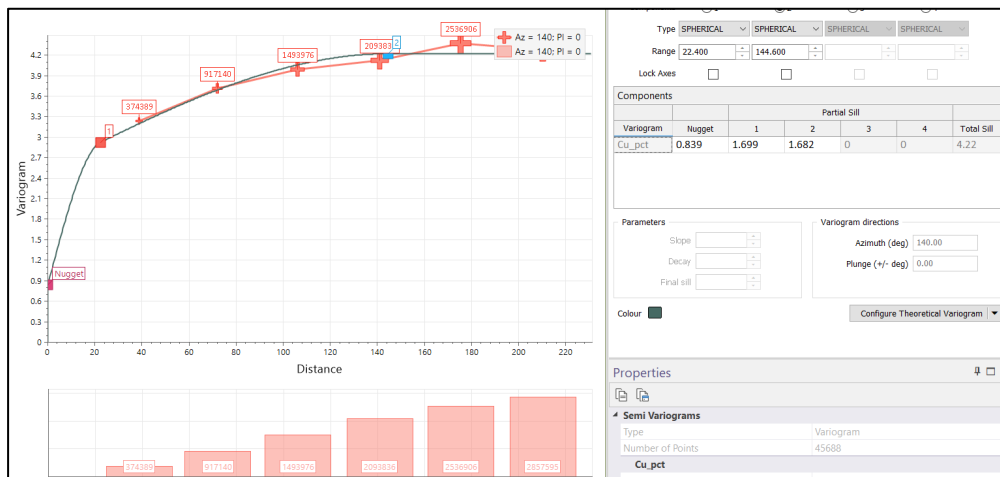 4.2
3.9
3.6
3.3
3
2.7
2.4
2.1
1.8
1.5
1.2
0.9
0.6
0.3
0
Variogram
0 20 40 60 80 100 120 140 160 180 200 220
Distance
Nugget
1
374389
917140
1493976
209383
2
2536906
Az = 140; Pl = 0
Az = 140; Pl = 0
374389 917140 1493976 2093836 2536906 2837595
Type SPHERICAL SPHERICAL SPHERICAL SPHERICAL
Range 22.400 144.600
Lock Axes
Components
Partial Sill
Variogram Nugget 1 2 3 4 Total Sill
Cu_pct 0.839 1.699 1.682 0 0 4.22
Parameters
Slope
Decay
Final sill
Variogram directions
Azimuth (deg) 140.00
Plunge (+/- deg) 0.00
Colour
Configure Theoretical Variogram
Properties
Semi Variograms
Type Variogram
Number of Points 45688
Cu_pct